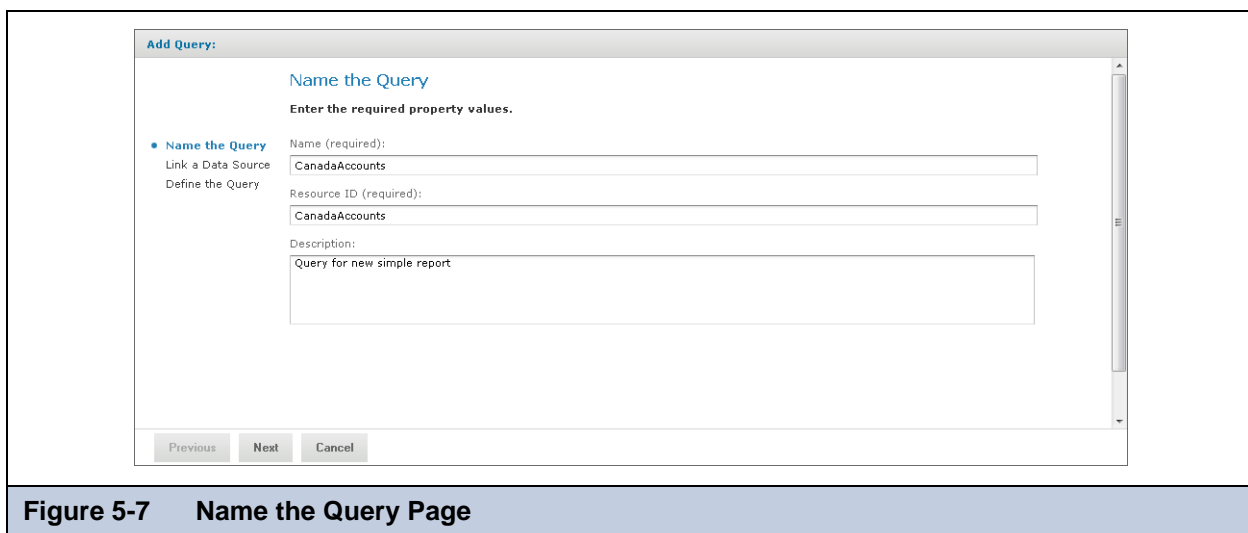 Add Query:
Name the Query
Enter the required property values.
Name the Query
Link a Data Source
Define the Query
Name (required):
CanadaAccounts
Resource ID (required):
CanadaAccounts
Description:
Query for new simple report
Previous Next Cancel
Figure 5-7 Name the Query Page